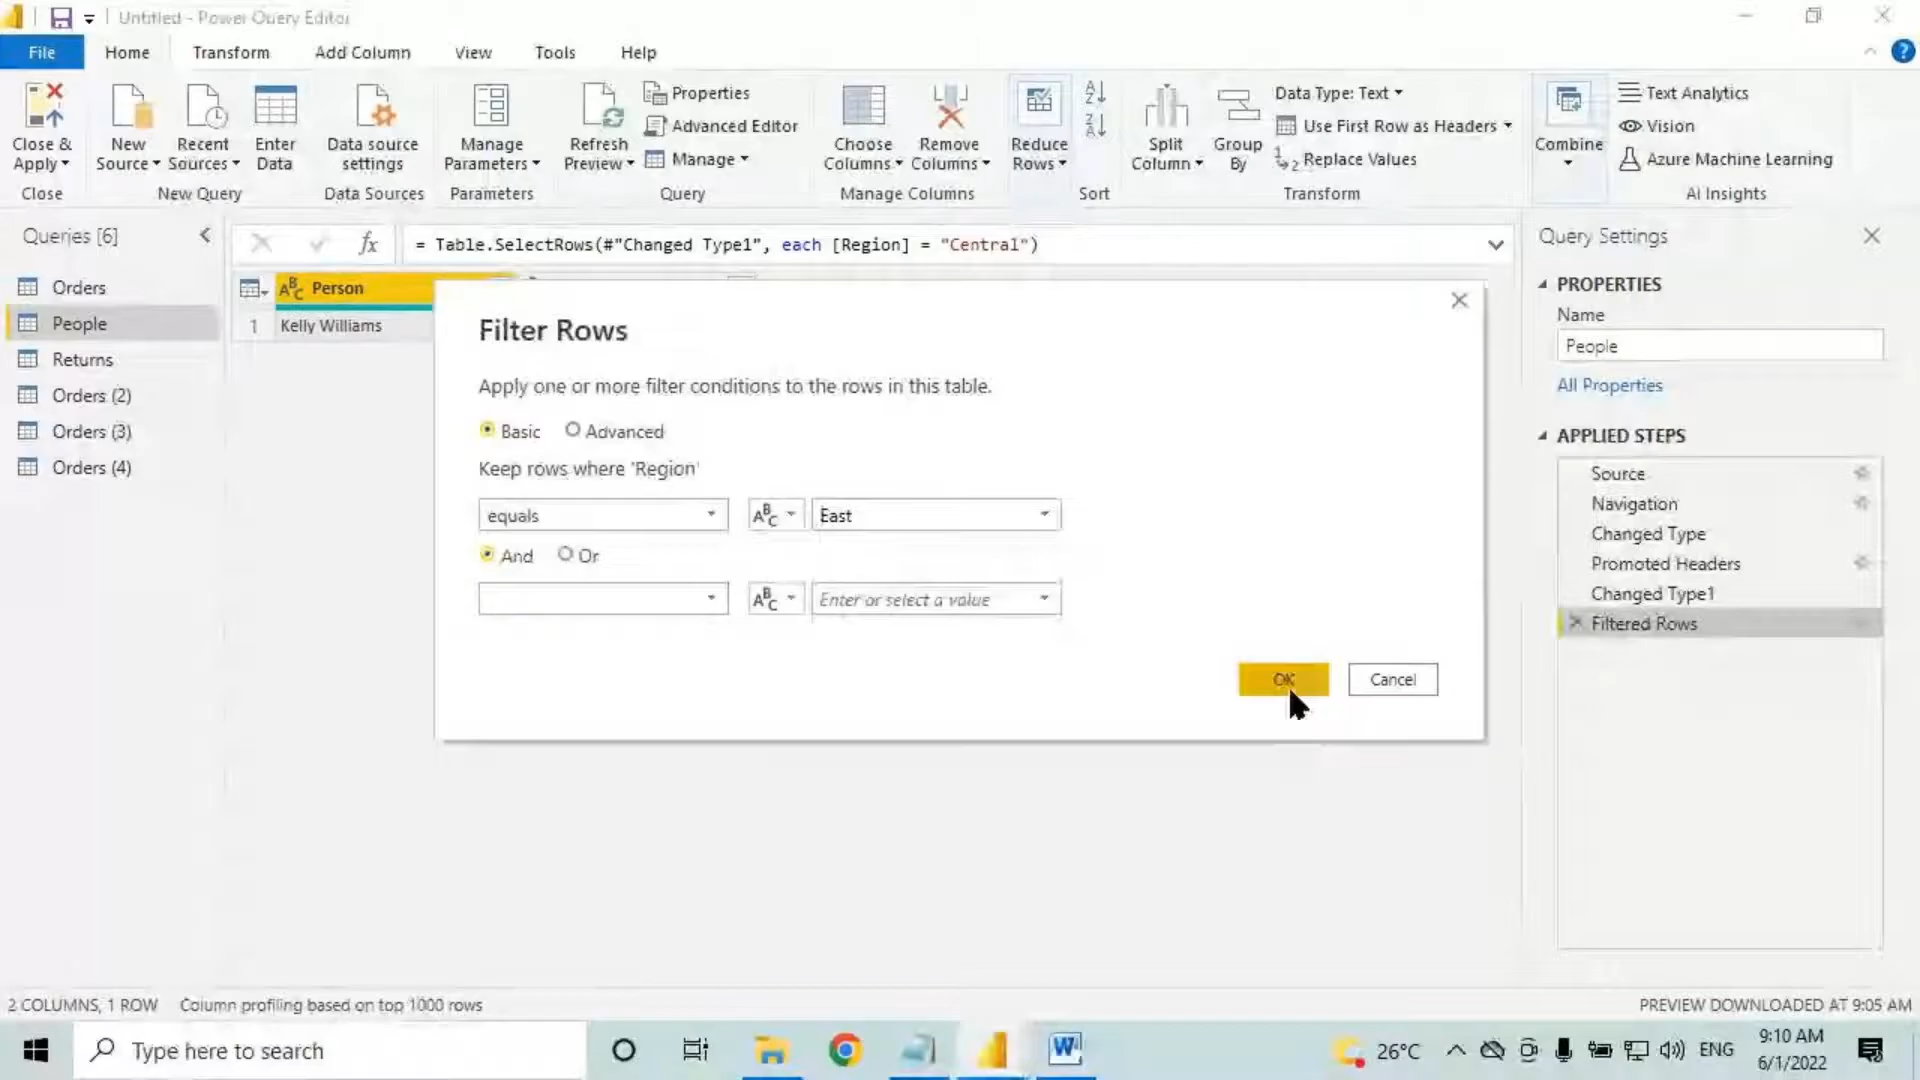 Untitled - Power Query Editor
File Home Transform Add Column View Tools Help
?
Close & Apply
Close
New Source
Recent Sources
Enter Data
New Query
Data source settings
Data Sources
Manage Parameters
Parameters
Refresh Preview
Properties
Advanced Editor
Manage
Query
Choose Columns
Remove Columns
Manage Columns
Reduce Rows
Sort
Split Column
Group By
Data Type: Text
Use First Row as Headers
Replace Values
Transform
Combine
Text Analytics
Vision
Azure Machine Learning
AI Insights
Queries [6]
Orders
People
Returns
Orders (2)
Orders (3)
Orders (4)
fx = Table.SelectRows(#"Changed Type1", each [Region] = "Central")
ABC Person
1 Kelly Williams
Filter Rows
Apply one or more filter conditions to the rows in this table.
Basic Advanced
Keep rows where 'Region'
equals ABC East
And Or
ABC Enter or select a value
OK Cancel
Query Settings
PROPERTIES
Name
People
All Properties
APPLIED STEPS
Source
Navigation
Changed Type
Promoted Headers
Changed Type1
Filtered Rows
2 COLUMNS, 1 ROW Column profiling based on top 1000 rows
PREVIEW DOWNLOADED AT 9:05 AM
Type here to search
W
26°C
ENG
9:10 AM
6/1/2022